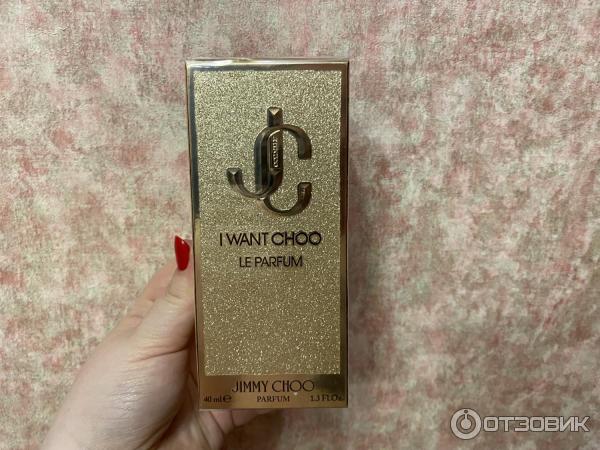 JC
I WANT CHOO
LE PARFUM
JIMMY CHOO
40 ml ℮ PARFUM 1.3 FL.Oz.
ОТЗОВИК